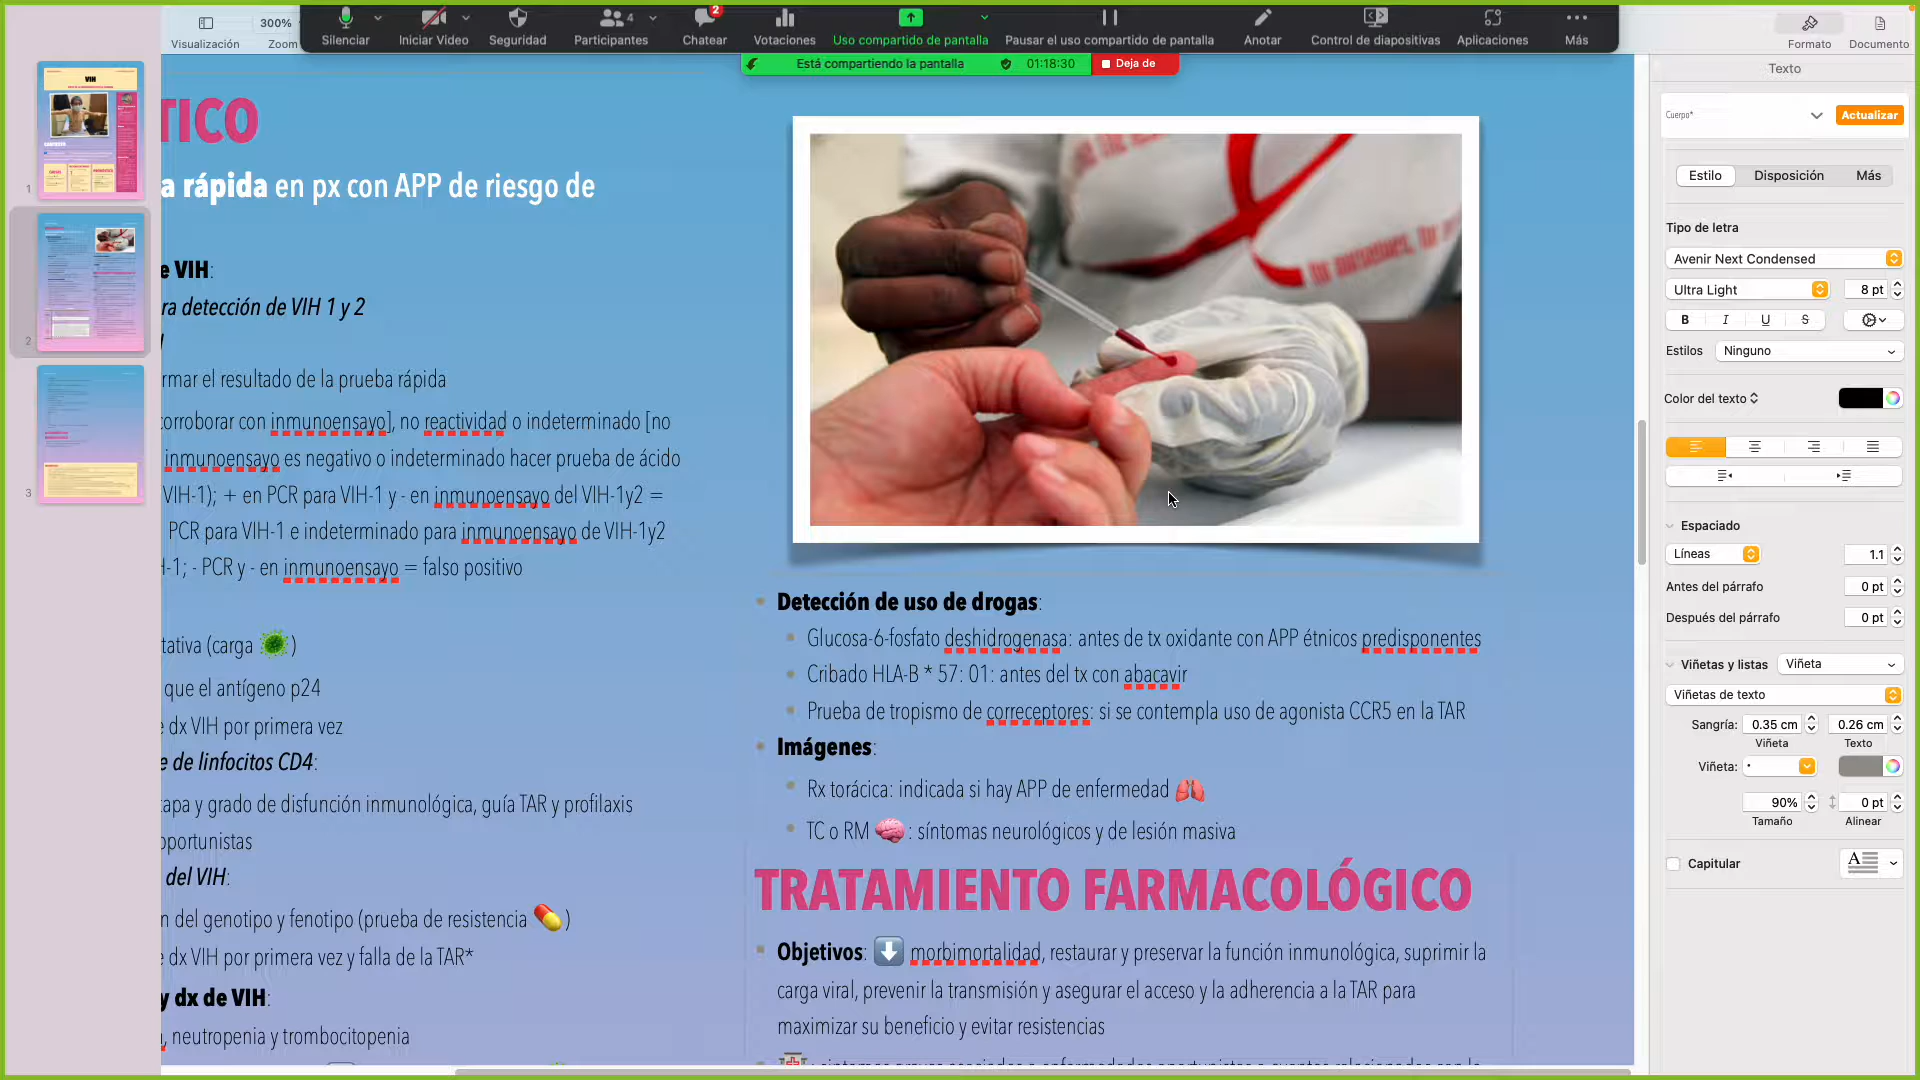 Visualización
300%
Zoom
Silenciar
Iniciar Video
Seguridad
4
Participantes
2
Chatear
Votaciones
Uso compartido de pantalla
Pausar el uso compartido de pantalla
Anotar
Control de diapositivas
Aplicaciones
Más
Formato
Documento
Está compartiendo la pantalla
01:18:30
Deja de
Texto
Cuerpo*
Actualizar
Estilo
Disposición
Más
Tipo de letra
Avenir Next Condensed
Ultra Light
8 pt
B I U S
Estilos
Ninguno
Color del texto
Espaciado
Líneas
1.1
Antes del párrafo
0 pt
Después del párrafo
0 pt
Viñetas y listas
Viñeta
Viñetas de texto
Sangría:
0.35 cm
0.26 cm
Viñeta
Texto
Viñeta:
•
90%
0 pt
Tamaño
Alinear
Capitular
A
VIH
1
2
3
TICO
a rápida en px con APP de riesgo de
e VIH:
ra detección de VIH 1 y 2
rmar el resultado de la prueba rápida
corroborar con inmunoensayo], no reactividad o indeterminado [no
inmunoensayo es negativo o indeterminado hacer prueba de ácido
VIH-1); + en PCR para VIH-1 y - en inmunoensayo del VIH-1y2 =
PCR para VIH-1 e indeterminado para inmunoensayo de VIH-1y2
-1; - PCR y - en inmunoensayo = falso positivo
tativa (carga 🦠)
que el antígeno p24
e dx VIH por primera vez
e de linfocitos CD4:
tapa y grado de disfunción inmunológica, guía TAR y profilaxis
oportunistas
del VIH:
n del genotipo y fenotipo (prueba de resistencia 💊)
e dx VIH por primera vez y falla de la TAR*
y dx de VIH:
, neutropenia y trombocitopenia
Detección de uso de drogas:
Glucosa-6-fosfato deshidrogenasa: antes de tx oxidante con APP étnicos predisponentes
Cribado HLA-B * 57: 01: antes del tx con abacavir
Prueba de tropismo de correceptores: si se contempla uso de agonista CCR5 en la TAR
Imágenes:
Rx torácica: indicada si hay APP de enfermedad 🫁
TC o RM 🧠: síntomas neurológicos y de lesión masiva
TRATAMIENTO FARMACOLÓGICO
Objetivos: ⬇️ morbimortalidad, restaurar y preservar la función inmunológica, suprimir la
carga viral, prevenir la transmisión y asegurar el acceso y la adherencia a la TAR para
maximizar su beneficio y evitar resistencias